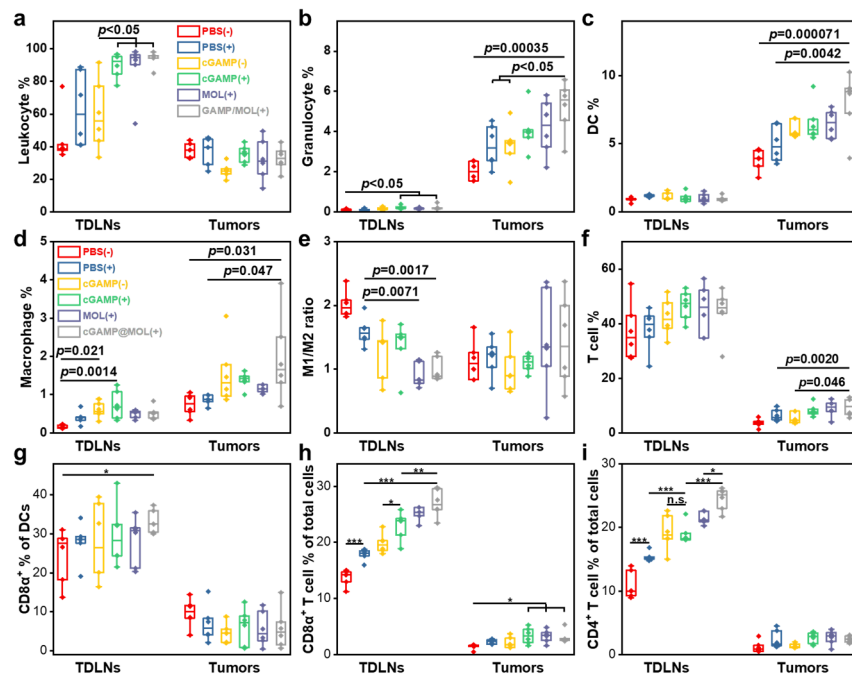 a
Leukocyte %
100
80
60
40
20
0
p<0.05
PBS(-)
PBS(+)
cGAMP(-)
cGAMP(+)
MOL(+)
GAMP/MOL(+)
TDLNs Tumors
b
Granulocyte %
8
6
4
2
0
p=0.00035
p<0.05
p<0.05
TDLNs Tumors
c
DC %
15
10
5
0
p=0.000071
p=0.0042
TDLNs Tumors
d
Macrophage %
5
4
3
2
1
0
PBS(-)
PBS(+)
cGAMP(-)
cGAMP(+)
MOL(+)
cGAMP@MOL(+)
p=0.031
p=0.047
p=0.021
p=0.0014
TDLNs Tumors
e
M1/M2 ratio
3
2
1
0
p=0.0017
p=0.0071
TDLNs Tumors
f
T cell %
60
40
20
0
p=0.0020
p=0.046
TDLNs Tumors
g
CD8α⁺ % of DCs
50
40
30
20
10
0
*
TDLNs Tumors
h
CD8α⁺ T cell % of total cells
30
20
10
0
**
***
*
***
*
TDLNs Tumors
i
CD4⁺ T cell % of total cells
30
20
10
0
*
***
***
n.s.
***
TDLNs Tumors